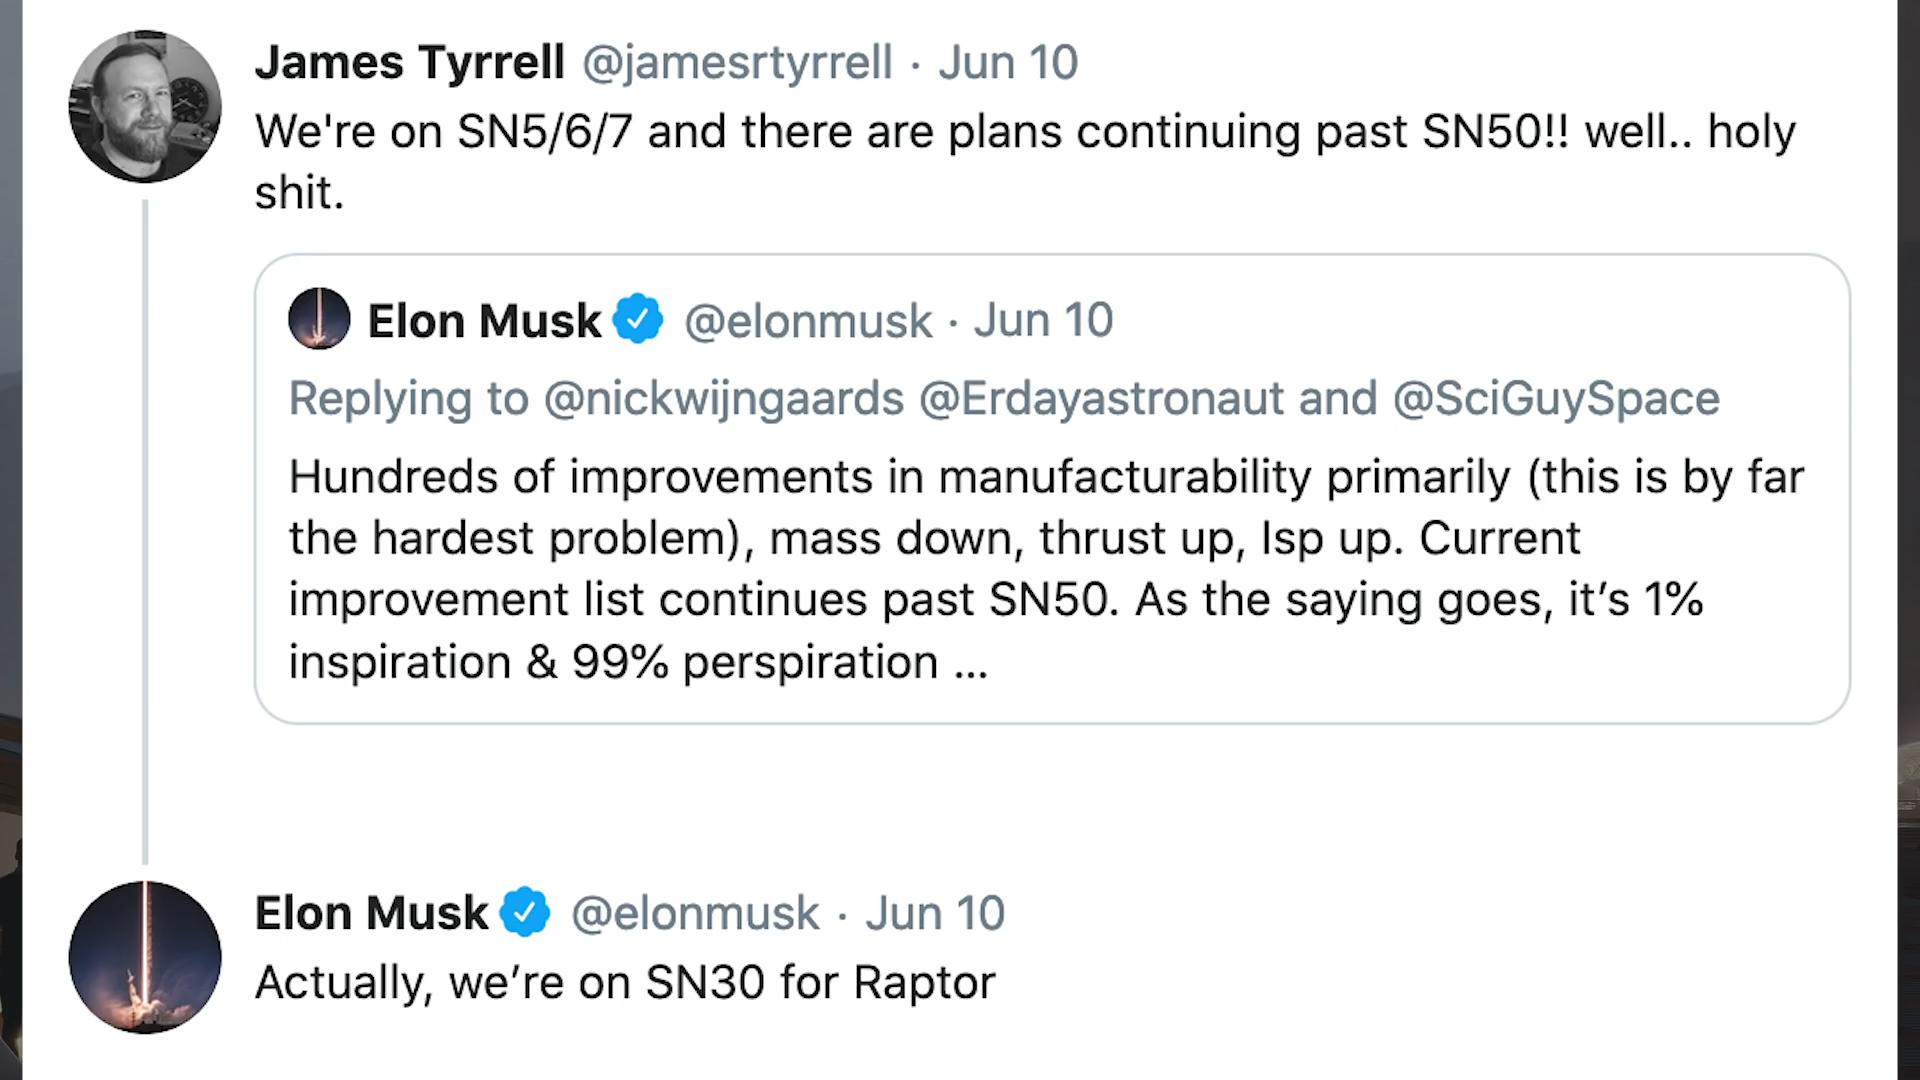 James Tyrrell @jamesrtyrrell · Jun 10
We're on SN5/6/7 and there are plans continuing past SN50!! well.. holy
shit.
Elon Musk @elonmusk · Jun 10
Replying to @nickwijngaards @Erdayastronaut and @SciGuySpace
Hundreds of improvements in manufacturability primarily (this is by far
the hardest problem), mass down, thrust up, Isp up. Current
improvement list continues past SN50. As the saying goes, it’s 1%
inspiration & 99% perspiration ...
Elon Musk @elonmusk · Jun 10
Actually, we’re on SN30 for Raptor